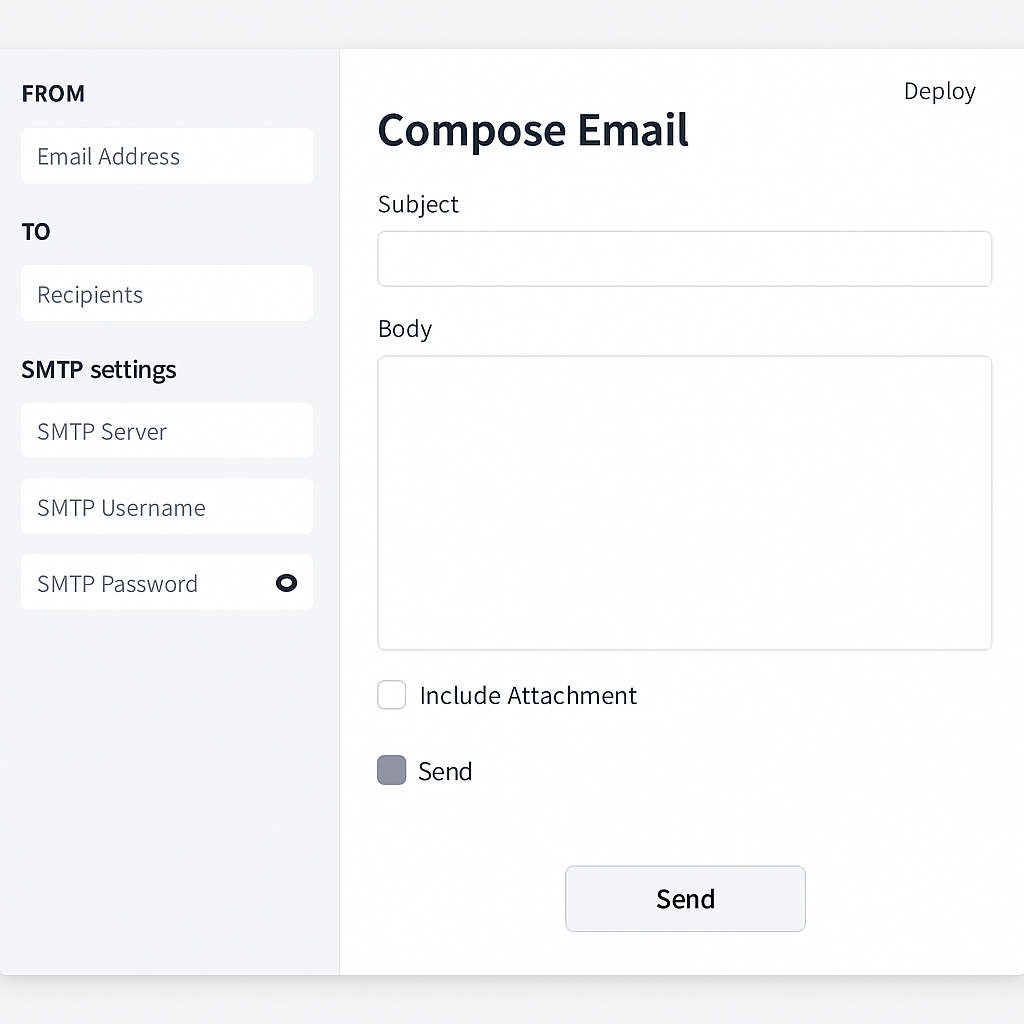 FROM
Email Address
TO
Recipients
SMTP settings
SMTP Server
SMTP Username
SMTP Password
Deploy
Compose Email
Subject
Body
Include Attachment
Send
Send